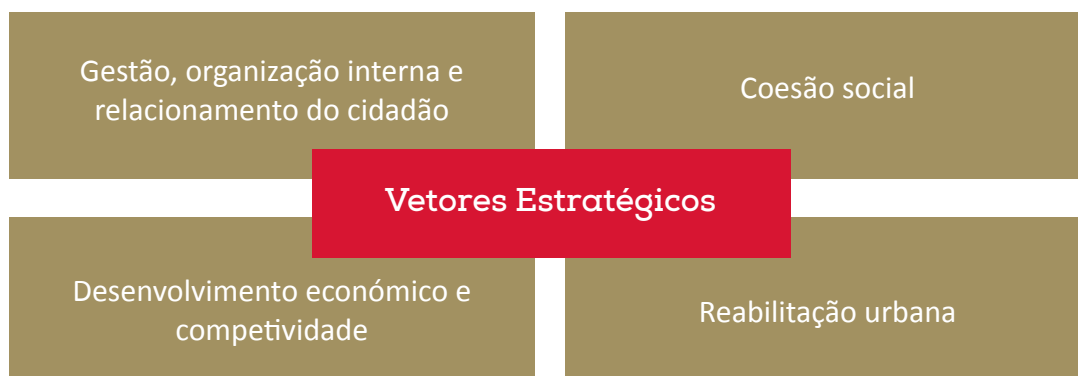 Gestão, organização interna e
relacionamento do cidadão
Coesão social
Vetores Estratégicos
Desenvolvimento económico e
competividade
Reabilitação urbana